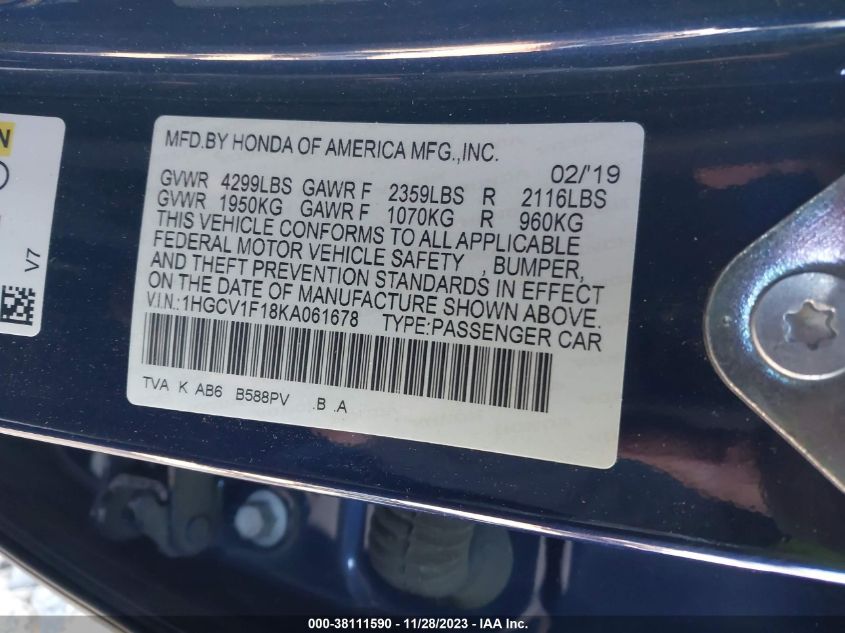 N
V7
MFD.BY HONDA OF AMERICA MFG.,INC.
02/'19
GVWR 4299LBS GAWR F 2359LBS R 2116LBS
GVWR 1950KG GAWR F 1070KG R 960KG
THIS VEHICLE CONFORMS TO ALL APPLICABLE
FEDERAL MOTOR VEHICLE SAFETY , BUMPER,
AND THEFT PREVENTION STANDARDS IN EFFECT
ON THE DATE OF MANUFACTURE SHOWN ABOVE.
V.I.N.:1HGCV1F18KA061678 TYPE:PASSENGER CAR
TVA K AB6 B588PV .B .A
000-38111590 - 11/28/2023 - IAA Inc.